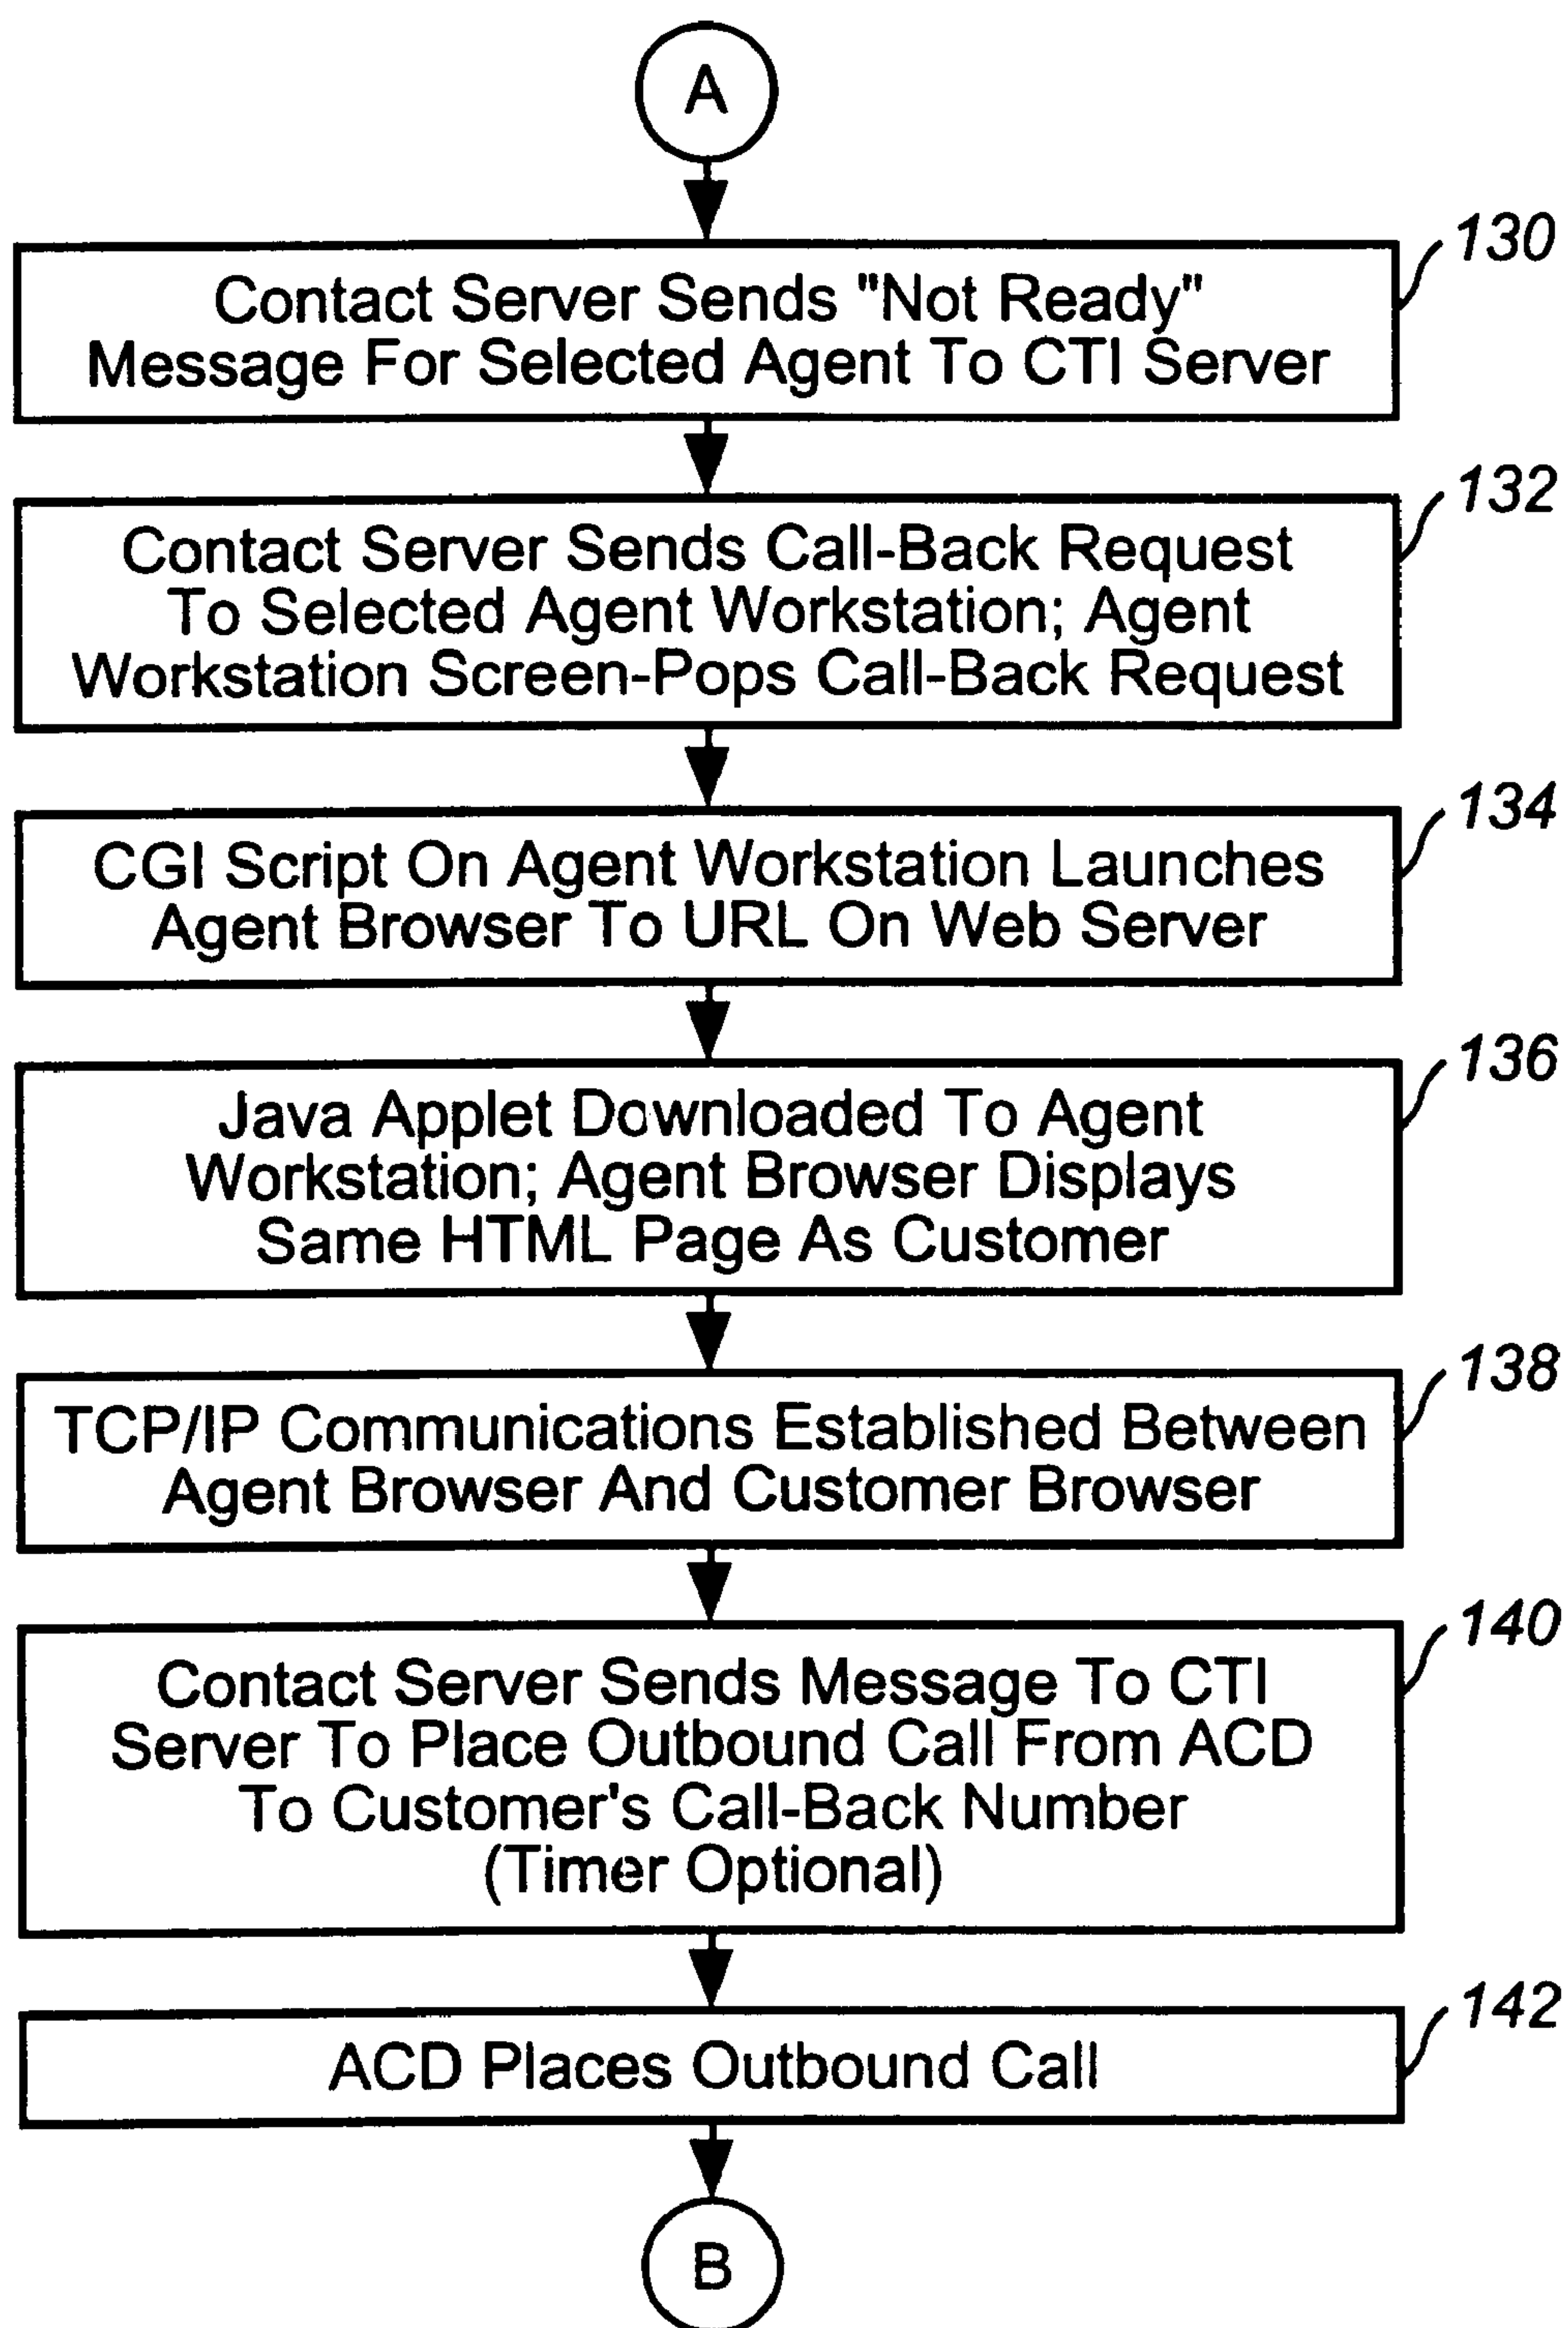 A
130
Contact Server Sends "Not Ready"
Message For Selected Agent To CTI Server
132
Contact Server Sends Call-Back Request
To Selected Agent Workstation; Agent
Workstation Screen-Pops Call-Back Request
134
CGI Script On Agent Workstation Launches
Agent Browser To URL On Web Server
136
Java Applet Downloaded To Agent
Workstation; Agent Browser Displays
Same HTML Page As Customer
138
TCP/IP Communications Established Between
Agent Browser And Customer Browser
140
Contact Server Sends Message To CTI
Server To Place Outbound Call From ACD
To Customer's Call-Back Number
(Timer Optional)
142
ACD Places Outbound Call
B